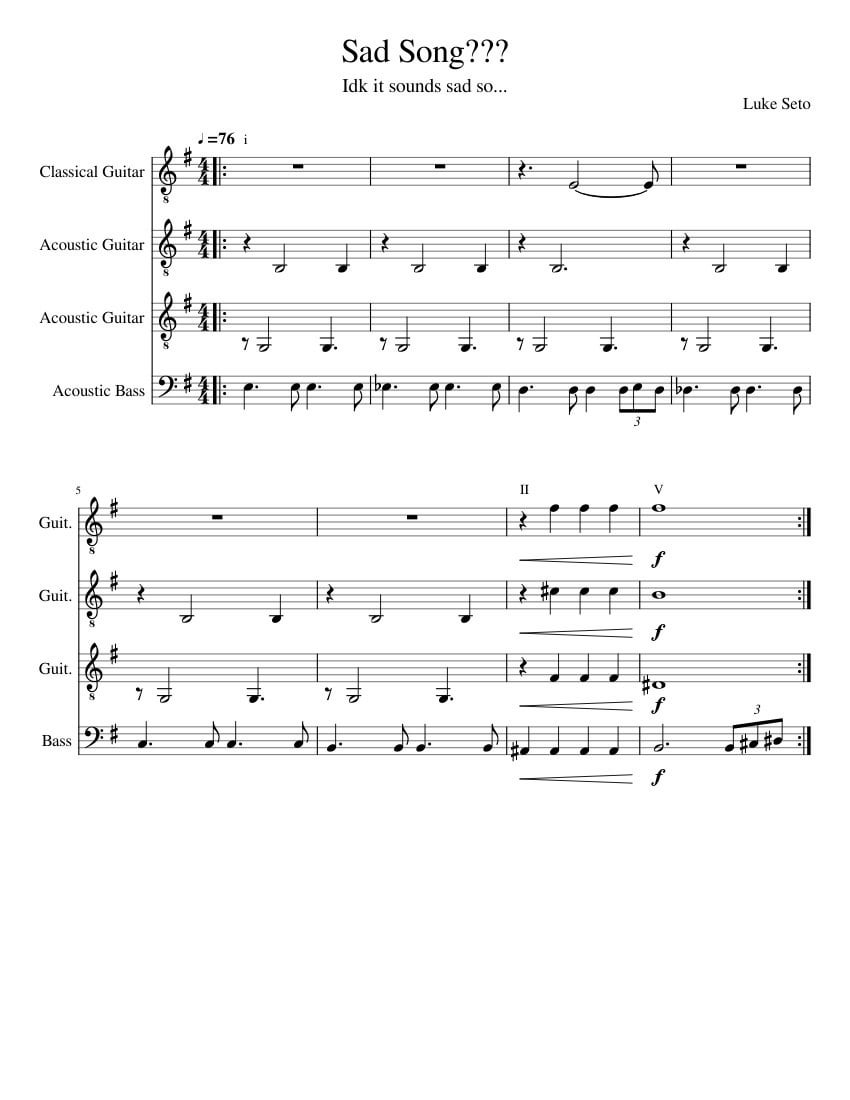 Sad Song???
Idk it sounds sad so...
Luke Seto
♩=76 i
Classical Guitar
Acoustic Guitar
Acoustic Guitar
Acoustic Bass
3
5
II V
Guit.
f
Guit.
f
Guit.
f
3
Bass
f